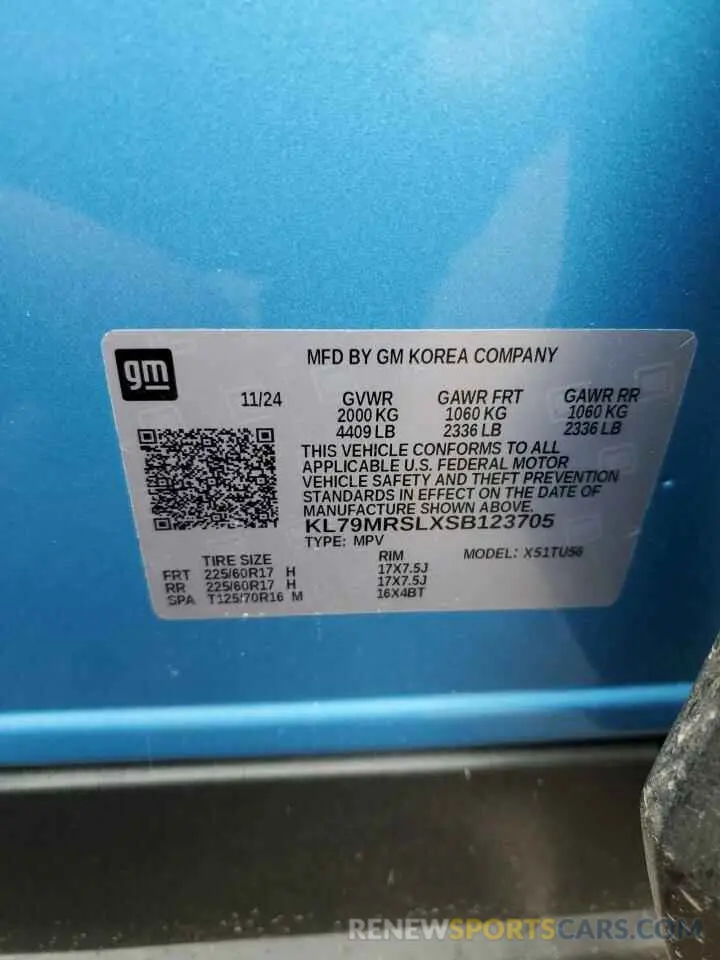 gm
MFD BY GM KOREA COMPANY
11/24 GVWR GAWR FRT GAWR RR
2000 KG 1060 KG 1060 KG
4409 LB 2336 LB 2336 LB
THIS VEHICLE CONFORMS TO ALL
APPLICABLE U.S. FEDERAL MOTOR
VEHICLE SAFETY AND THEFT PREVENTION
STANDARDS IN EFFECT ON THE DATE OF
MANUFACTURE SHOWN ABOVE.
KL79MRSLXSB123705
TYPE: MPV
TIRE SIZE RIM MODEL: X51TU56
FRT 225/60R17 H 17X7.5J
RR 225/60R17 H 17X7.5J
SPA T125/70R16 M 16X4BT
RENEWSPORTSCARS.COM